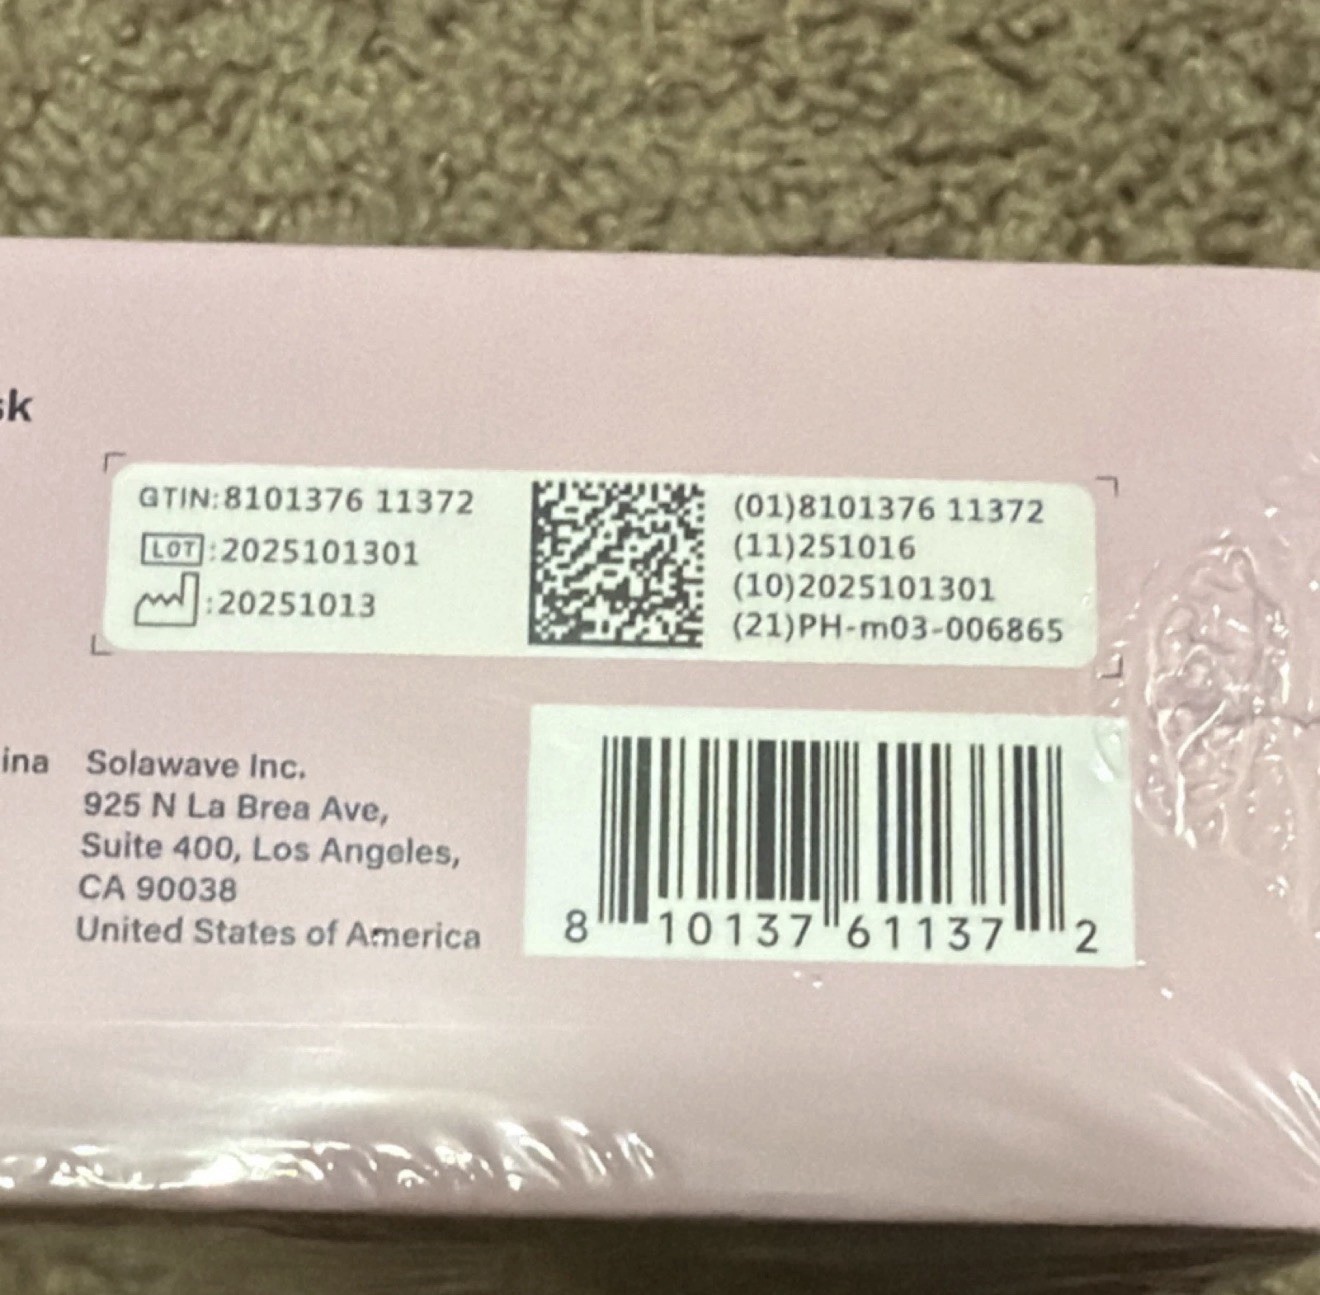 sk
GTIN:8101376 11372
LOT:2025101301
:20251013
(01)8101376 11372
(11)251016
(10)2025101301
(21)PH-m03-006865
ina
Solawave Inc.
925 N La Brea Ave,
Suite 400, Los Angeles,
CA 90038
United States of America
8 10137 61137 2